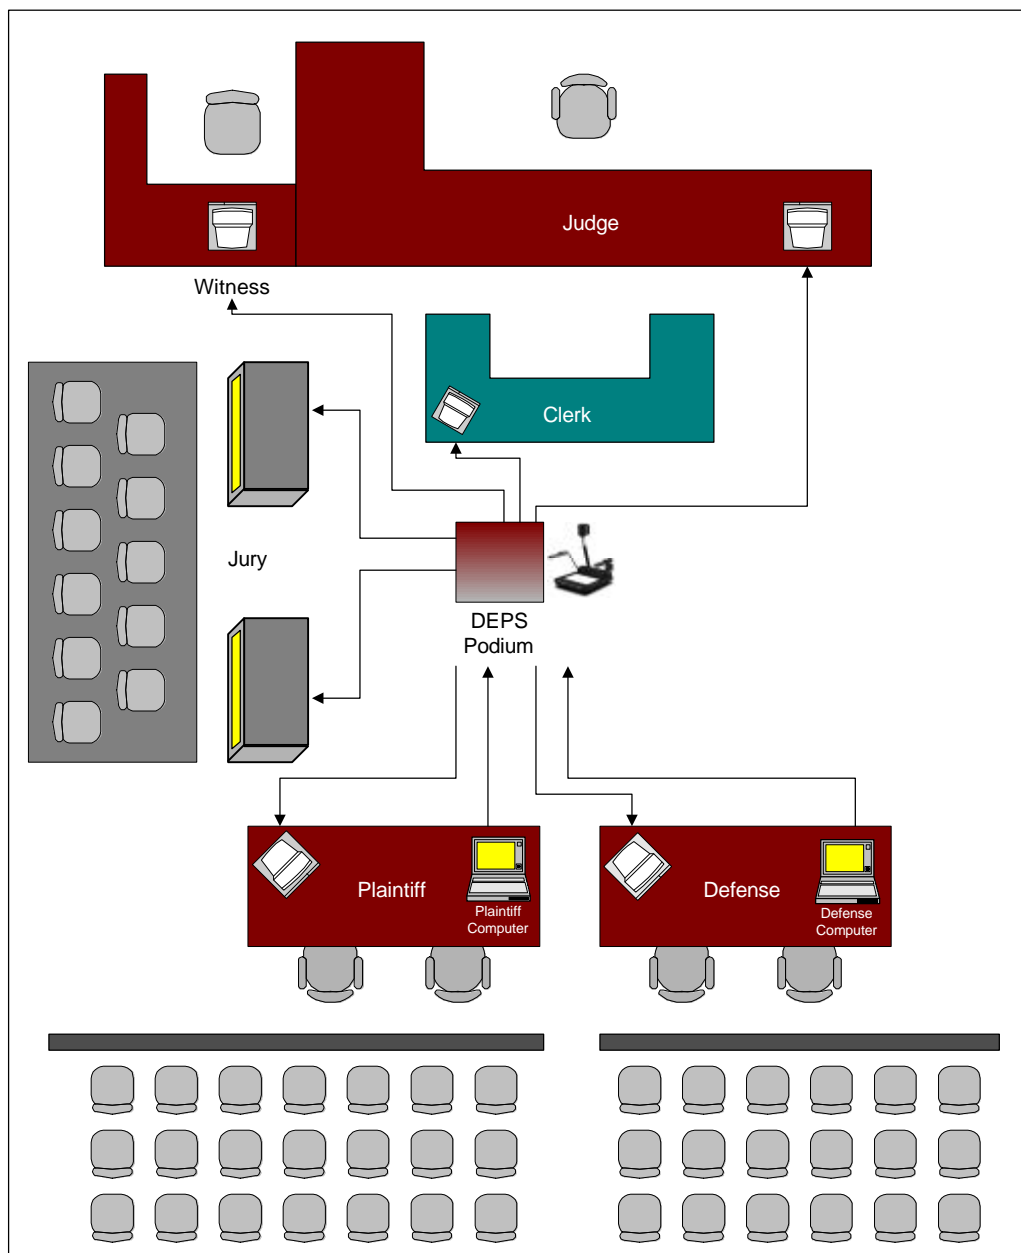 Judge
Witness
Clerk
Jury
DEPS
Podium
Plaintiff
Plaintiff
Computer
Defense
Defense
Computer